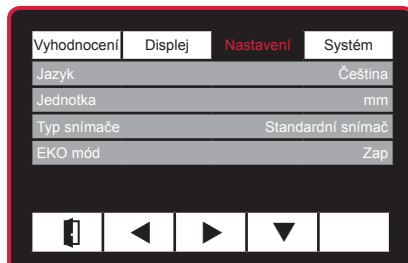 Vyhodnocení Displej Nastavení Systém
Jazyk Čeština
Jednotka mm
Typ snímače Standardní snímač
EKO mód Zap